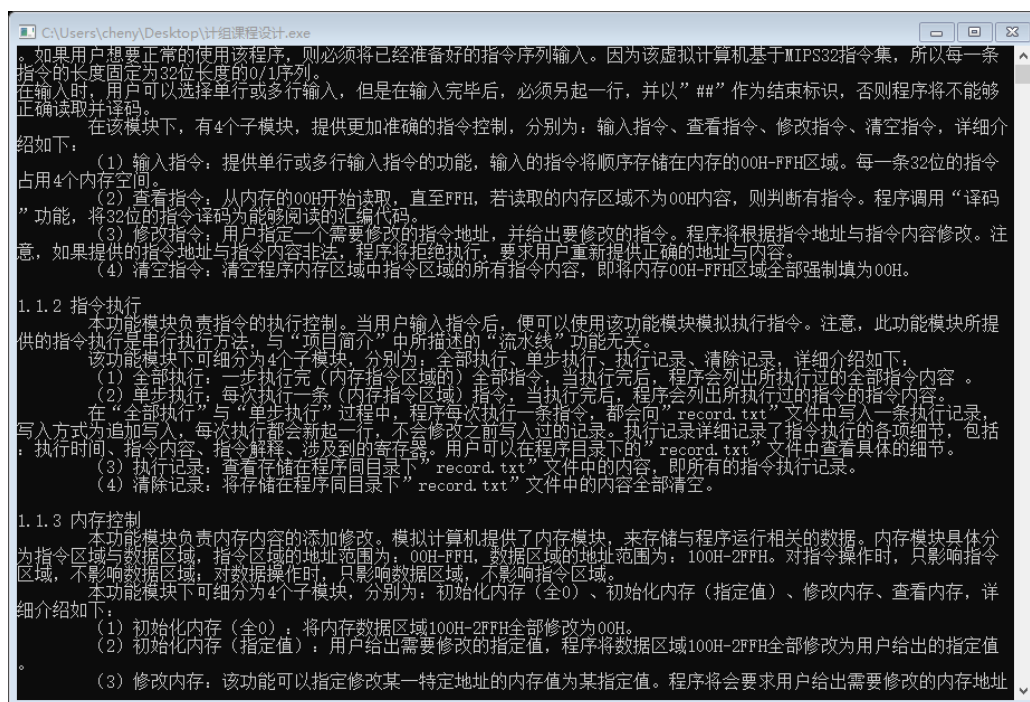 C:\Users\cheny\Desktop\计组课程设计.exe
。如果用户想要正常的使用该程序，则必须将已经准备好的指令序列输入。因为该虚拟计算机基于MIPS32指令集，所以每一条
指令的长度固定为32位长度的0/1序列。
在输入时，用户可以选择单行或多行输入，但是在输入完毕后，必须另起一行，并以”##”作为结束标识，否则程序将不能够
正确读取并译码。
在该模块下，有4个子模块，提供更加准确的指令控制，分别为：输入指令、查看指令、修改指令、清空指令，详细介
绍如下：
（1）输入指令：提供单行或多行输入指令的功能，输入的指令将顺序存储在内存的00H-FFH区域。每一条32位的指令
占用4个内存空间。
（2）查看指令：从内存的00H开始读取，直至FFH，若读取的内存区域不为00H内容，则判断有指令。程序调用“译码
”功能，将32位的指令译码为能够阅读的汇编代码。
（3）修改指令：用户指定一个需要修改的指令地址，并给出要修改的指令。程序将根据指令地址与指令内容修改。注
意，如果提供的指令地址与指令内容非法，程序将拒绝执行，要求用户重新提供正确的地址与内容。
（4）清空指令：清空程序内存区域中指令区域的所有指令内容，即将内存00H-FFH区域全部强制填为00H。
1.1.2 指令执行
本功能模块负责指令的执行控制。当用户输入指令后，便可以使用该功能模块模拟执行指令。注意，此功能模块所提
供的指令执行是串行执行方法，与“项目简介”中所描述的“流水线”功能无关。
该功能模块下可细分为4个子模块，分别为：全部执行、单步执行、执行记录、清除记录，详细介绍如下：
（1）全部执行：一步执行完（内存指令区域的）全部指令，当执行完后，程序会列出所执行过的全部指令内容 。
（2）单步执行：每次执行一条（内存指令区域）指令，当执行完后，程序会列出所执行过的指令的指令内容。
在“全部执行”与“单步执行”过程中，程序每次执行一条指令，都会向”record.txt”文件中写入一条执行记录，
写入方式为追加写入，每次执行都会新起一行，不会修改之前写入过的记录。执行记录详细记录了指令执行的各项细节，包括
：执行时间、指令内容、指令解释、涉及到的寄存器。用户可以在程序目录下的”record.txt”文件中查看具体的细节。
（3）执行记录：查看存储在程序同目录下”record.txt”文件中的内容，即所有的指令执行记录。
（4）清除记录：将存储在程序同目录下”record.txt”文件中的内容全部清空。
1.1.3 内存控制
本功能模块负责内存内容的添加修改。模拟计算机提供了内存模块，来存储与程序运行相关的数据。内存模块具体分
为指令区域与数据区域，指令区域的地址范围为：00H-FFH，数据区域的地址范围为：100H-2FFH。对指令操作时，只影响指令
区域，不影响数据区域；对数据操作时，只影响数据区域，不影响指令区域。
本功能模块下可细分为4个子模块，分别为：初始化内存（全0）、初始化内存（指定值）、修改内存、查看内存，详
细介绍如下：
（1）初始化内存（全0）：将内存数据区域100H-2FFH全部修改为00H。
（2）初始化内存（指定值）：用户给出需要修改的指定值，程序将数据区域100H-2FFH全部修改为用户给出的指定值
。
（3）修改内存：该功能可以指定修改某一特定地址的内存值为某指定值。程序将会要求用户给出需要修改的内存地址